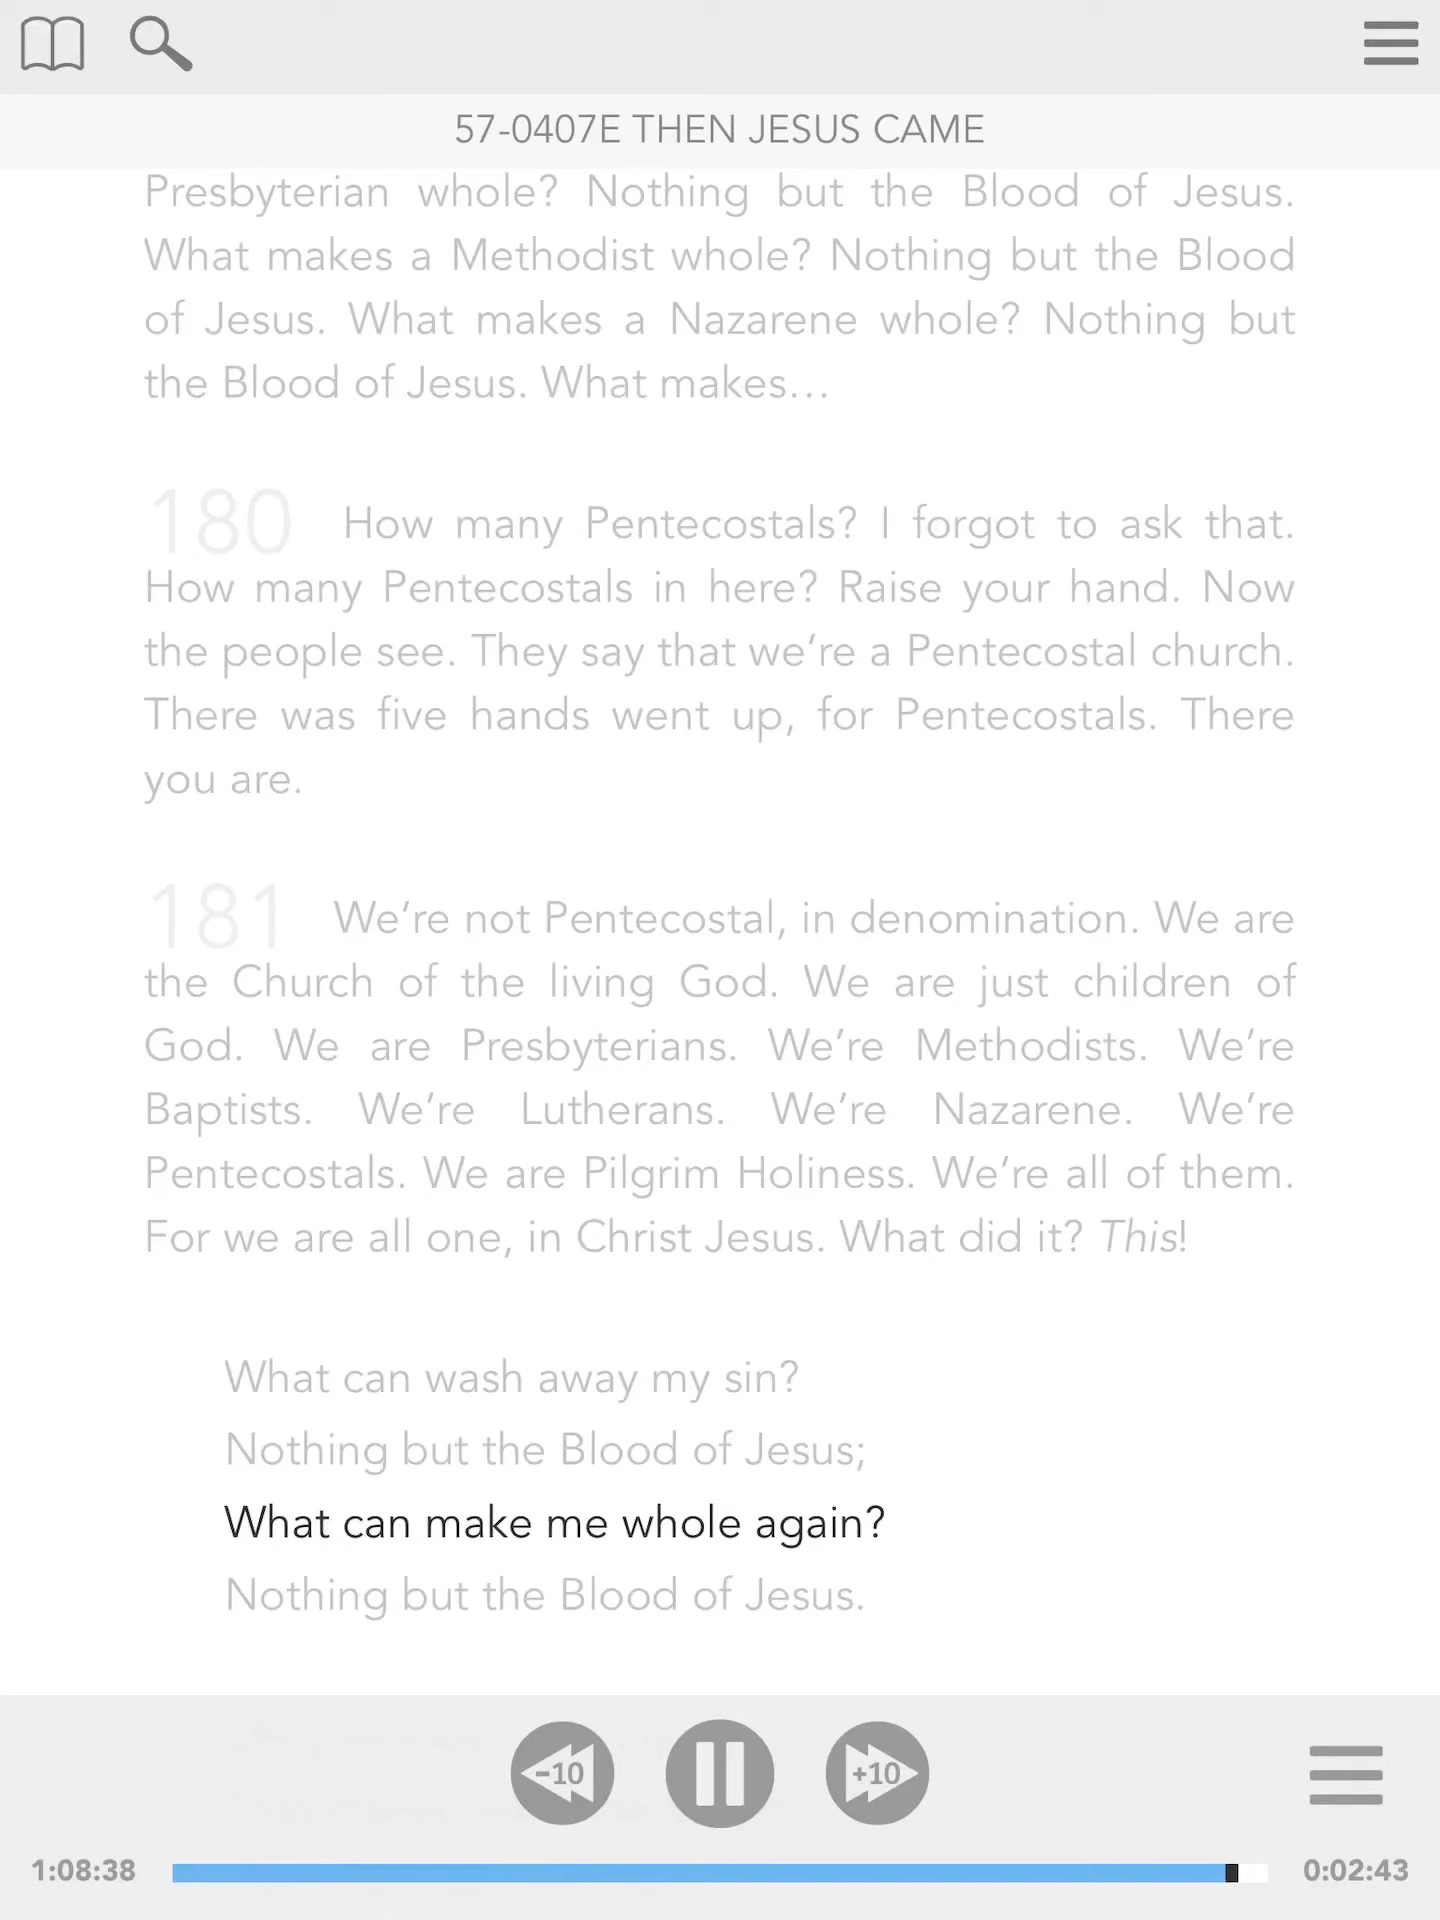 57-0407E THEN JESUS CAME
Presbyterian whole? Nothing but the Blood of Jesus.
What makes a Methodist whole? Nothing but the Blood
of Jesus. What makes a Nazarene whole? Nothing but
the Blood of Jesus. What makes…
180 How many Pentecostals? I forgot to ask that.
How many Pentecostals in here? Raise your hand. Now
the people see. They say that we’re a Pentecostal church.
There was five hands went up, for Pentecostals. There
you are.
181 We’re not Pentecostal, in denomination. We are
the Church of the living God. We are just children of
God. We are Presbyterians. We’re Methodists. We’re
Baptists. We’re Lutherans. We’re Nazarene. We’re
Pentecostals. We are Pilgrim Holiness. We’re all of them.
For we are all one, in Christ Jesus. What did it? This!
What can wash away my sin?
Nothing but the Blood of Jesus;
What can make me whole again?
Nothing but the Blood of Jesus.
-10 +10
1:08:38 0:02:43